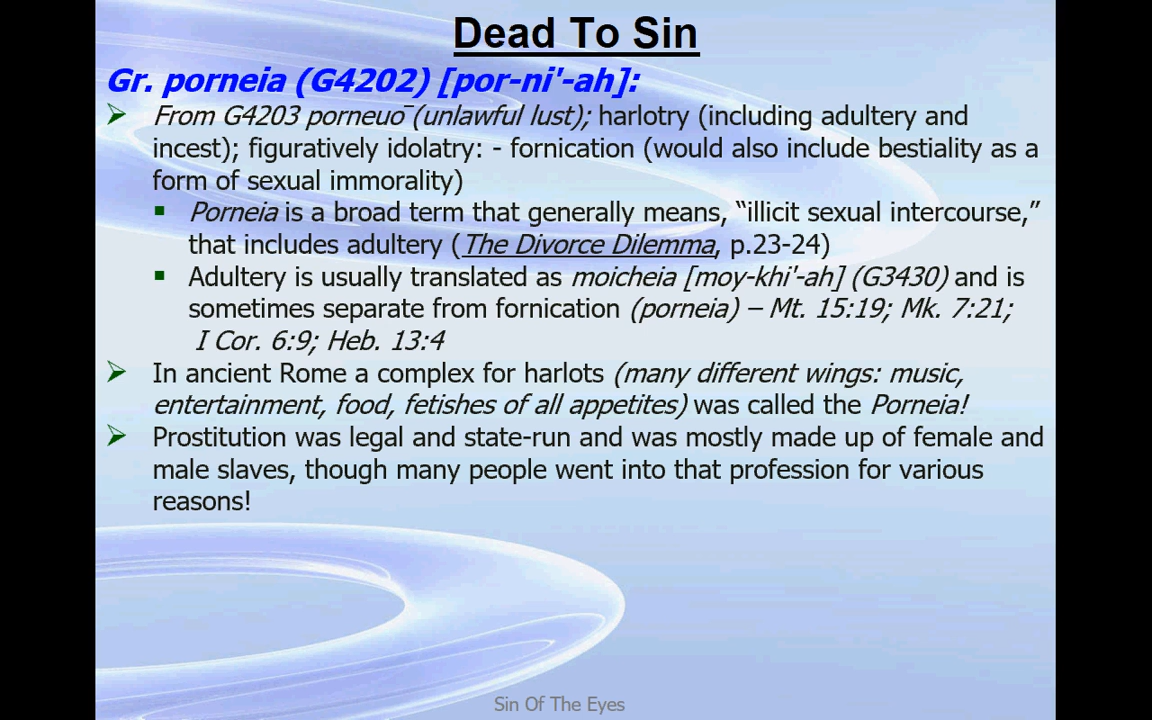 Dead To Sin
Gr. porneia (G4202) [por-ni'-ah]:
➢ From G4203 porneuo¯(unlawful lust); harlotry (including adultery and
incest); figuratively idolatry: - fornication (would also include bestiality as a
form of sexual immorality)
▪ Porneia is a broad term that generally means, “illicit sexual intercourse,”
that includes adultery (The Divorce Dilemma, p.23-24)
▪ Adultery is usually translated as moicheia [moy-khi'-ah] (G3430) and is
sometimes separate from fornication (porneia) – Mt. 15:19; Mk. 7:21;
I Cor. 6:9; Heb. 13:4
➢ In ancient Rome a complex for harlots (many different wings: music,
entertainment, food, fetishes of all appetites) was called the Porneia!
➢ Prostitution was legal and state-run and was mostly made up of female and
male slaves, though many people went into that profession for various
reasons!
Sin Of The Eyes